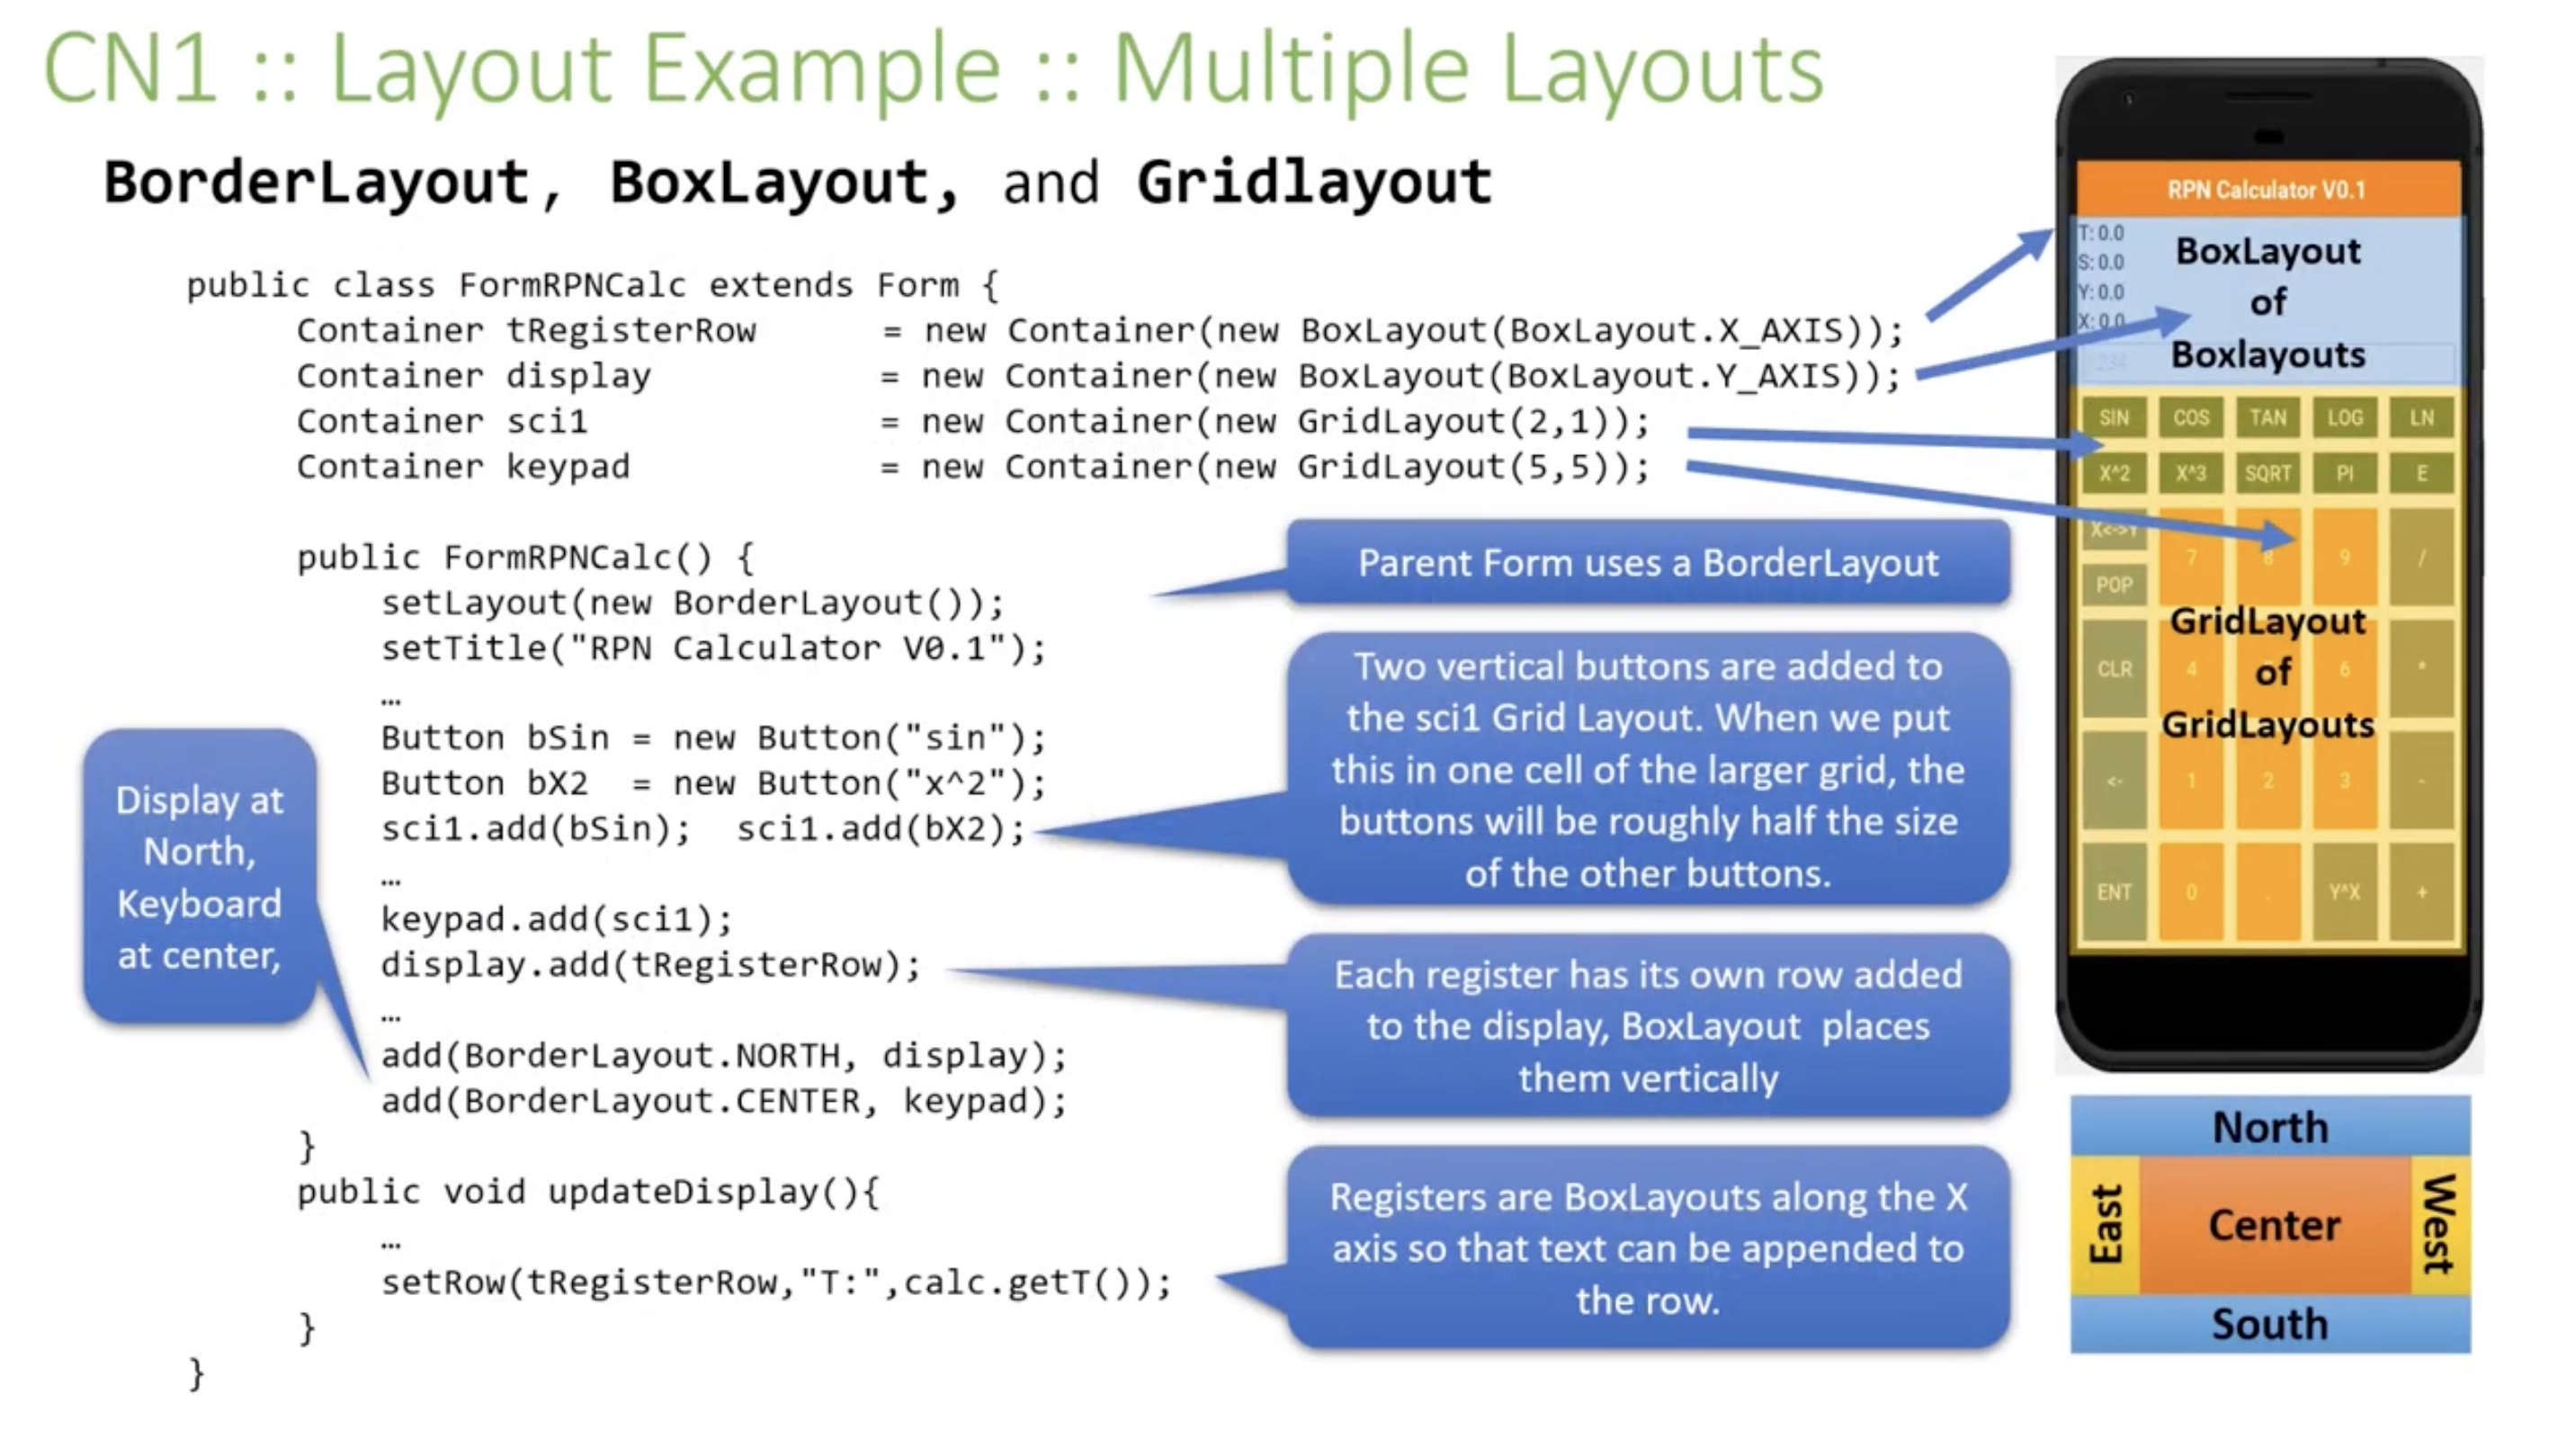 CN1 :: Layout Example :: Multiple Layouts
BorderLayout, BoxLayout, and Gridlayout
public class FormRPNCalc extends Form {
Container tRegisterRow = new Container(new BoxLayout(BoxLayout.X_AXIS));
Container display = new Container(new BoxLayout(BoxLayout.Y_AXIS));
Container sci1 = new Container(new GridLayout(2,1));
Container keypad = new Container(new GridLayout(5,5));
public FormRPNCalc() {
setLayout(new BorderLayout());
setTitle("RPN Calculator V0.1");
…
Button bSin = new Button("sin");
Button bX2 = new Button("x^2");
sci1.add(bSin); sci1.add(bX2);
…
keypad.add(sci1);
display.add(tRegisterRow);
…
add(BorderLayout.NORTH, display);
add(BorderLayout.CENTER, keypad);
}
public void updateDisplay(){
…
setRow(tRegisterRow,"T:",calc.getT());
}
}
Display at
North,
Keyboard
at center,
Parent Form uses a BorderLayout
Two vertical buttons are added to
the sci1 Grid Layout. When we put
this in one cell of the larger grid, the
buttons will be roughly half the size
of the other buttons.
Each register has its own row added
to the display, BoxLayout places
them vertically
Registers are BoxLayouts along the X
axis so that text can be appended to
the row.
RPN Calculator V0.1
T: 0.0
S: 0.0
Y: 0.0
X: 0.0
BoxLayout
of
Boxlayouts
SIN COS TAN LOG LN
X^2 X^3 SQRT PI E
X<->Y
7 8 9 /
POP
GridLayout
of
GridLayouts
CLR 4 6 *
<- 1 2 3 -
ENT 0 . Y^X +
North
East Center West
South